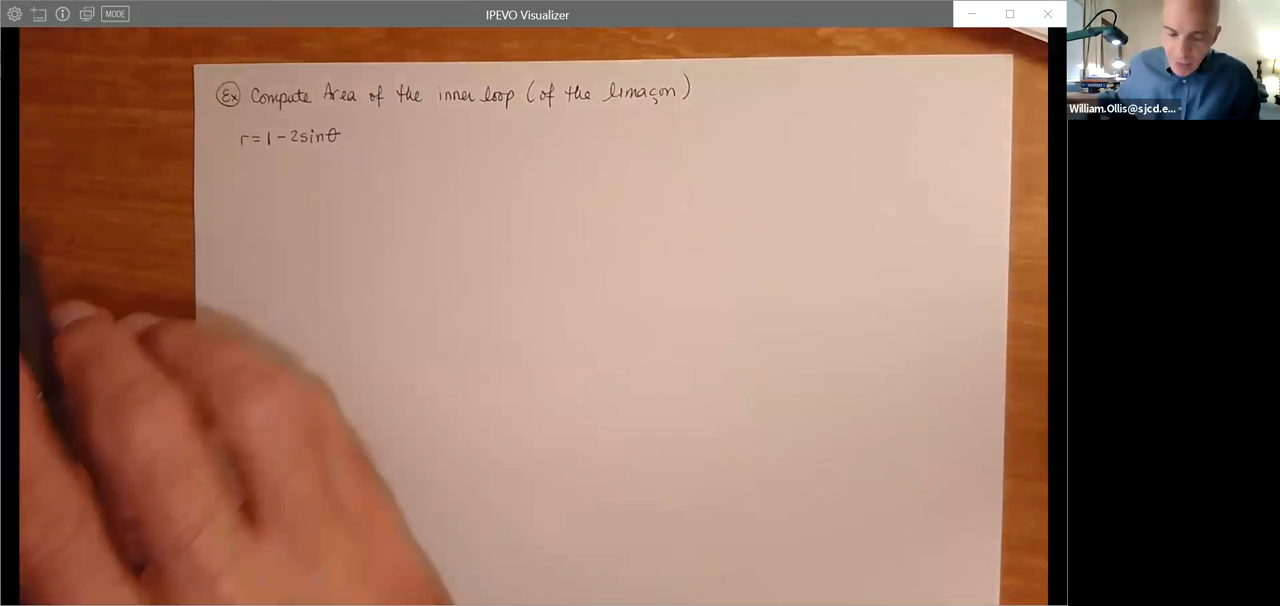 IPEVO Visualizer
MODE
Ex Compute Area of the inner loop (of the limaçon)
r = 1 - 2sinθ
William.Ollis@sjcd.e...